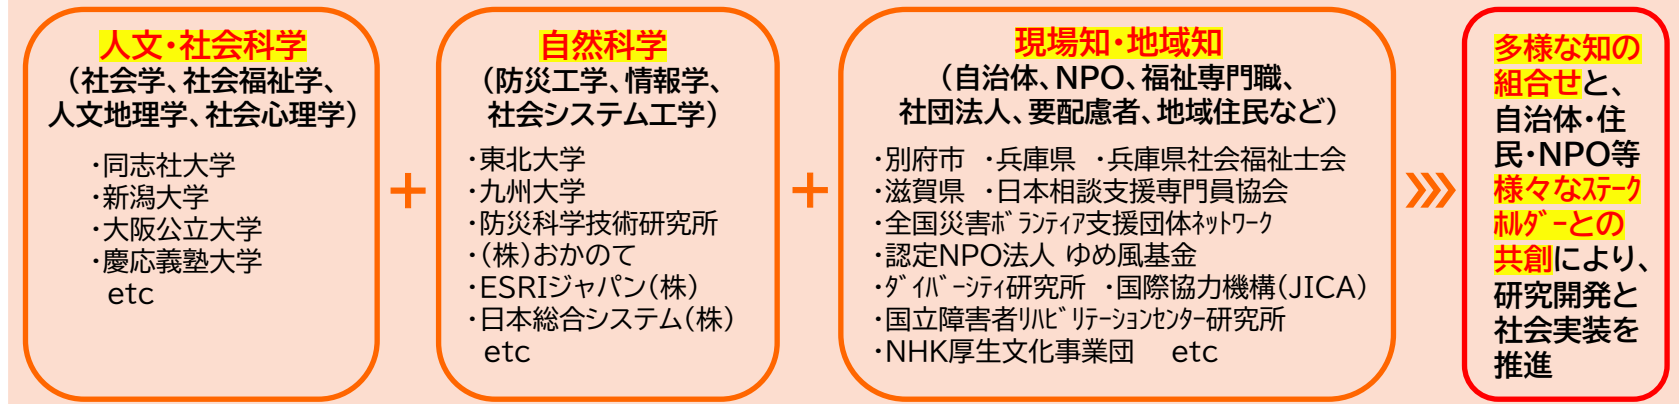 人文・社会科学
（社会学、社会福祉学、
人文地理学、社会心理学）
・同志社大学
・新潟大学
・大阪公立大学
・慶応義塾大学
etc
+
自然科学
（防災工学、情報学、
社会システム工学）
・東北大学
・九州大学
・防災科学技術研究所
・（株）おかのて
・ESRIジャパン（株）
・日本総合システム（株）
etc
+
現場知・地域知
（自治体、NPO、福祉専門職、
社団法人、要配慮者、地域住民など）
・別府市 ・兵庫県 ・兵庫県社会福祉士会
・滋賀県 ・日本相談支援専門員協会
・全国災害ﾎﾞﾗﾝﾃｨｱ支援団体ﾈｯﾄﾜｰｸ
・認定NPO法人 ゆめ風基金
・ﾀﾞｲﾊﾞｰｼﾃｨ研究所 ・国際協力機構（JICA）
・国立障害者ﾘﾊﾋﾞﾘﾃｰｼｮﾝｾﾝﾀｰ研究所
・NHK厚生文化事業団 etc
多様な知の
組合せと、
自治体・住
民・NPO等
様々なｽﾃｰｸ
ﾎﾙﾀﾞｰとの
共創により、
研究開発と
社会実装を
推進